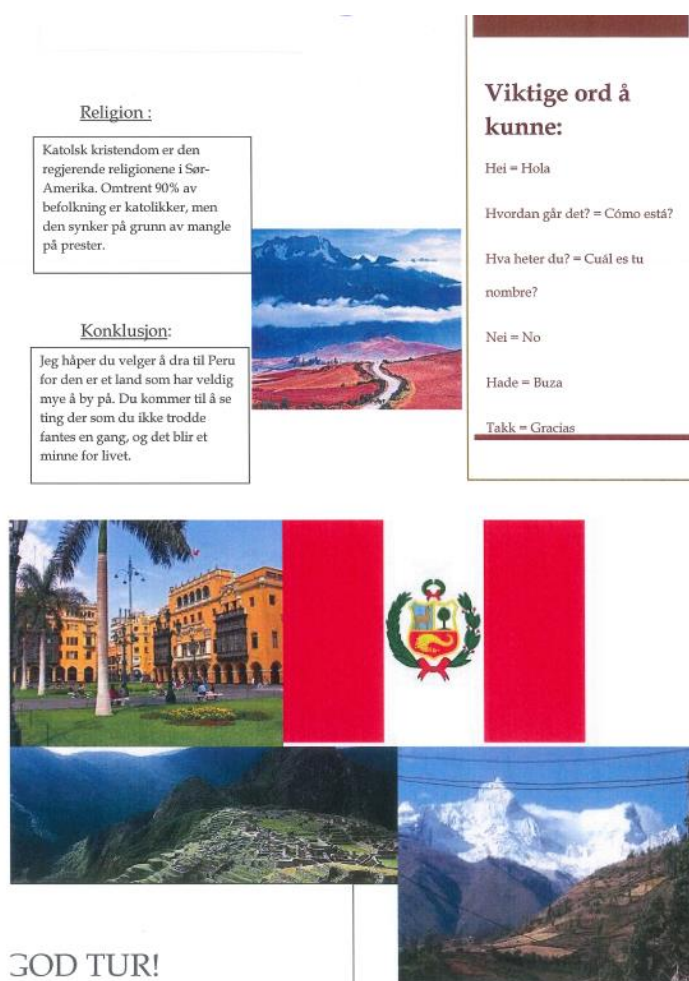 Religion :
Katolsk kristendom er den
regjerende religionene i Sør-
Amerika. Omtrent 90% av
befolkning er katolikker, men
den synker på grunn av mangle
på prester.
Konklusjon:
Jeg håper du velger å dra til Peru
for den er et land som har veldig
mye å by på. Du kommer til å se
ting der som du ikke trodde
fantes en gang, og det blir et
minne for livet.
Viktige ord å
kunne:
Hei = Hola
Hvordan går det? = Cómo está?
Hva heter du? = Cuál es tu
nombre?
Nei = No
Hade = Buza
Takk = Gracias
GOD TUR!